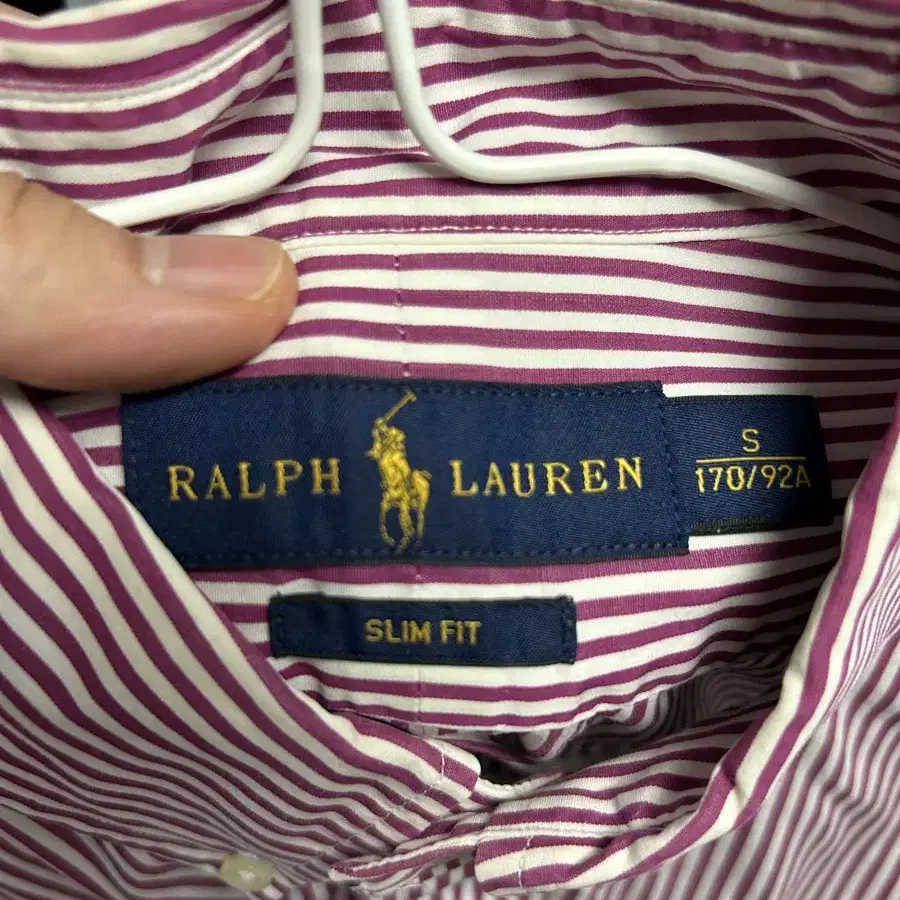 RALPH LAUREN
S
170/92A
SLIM FIT